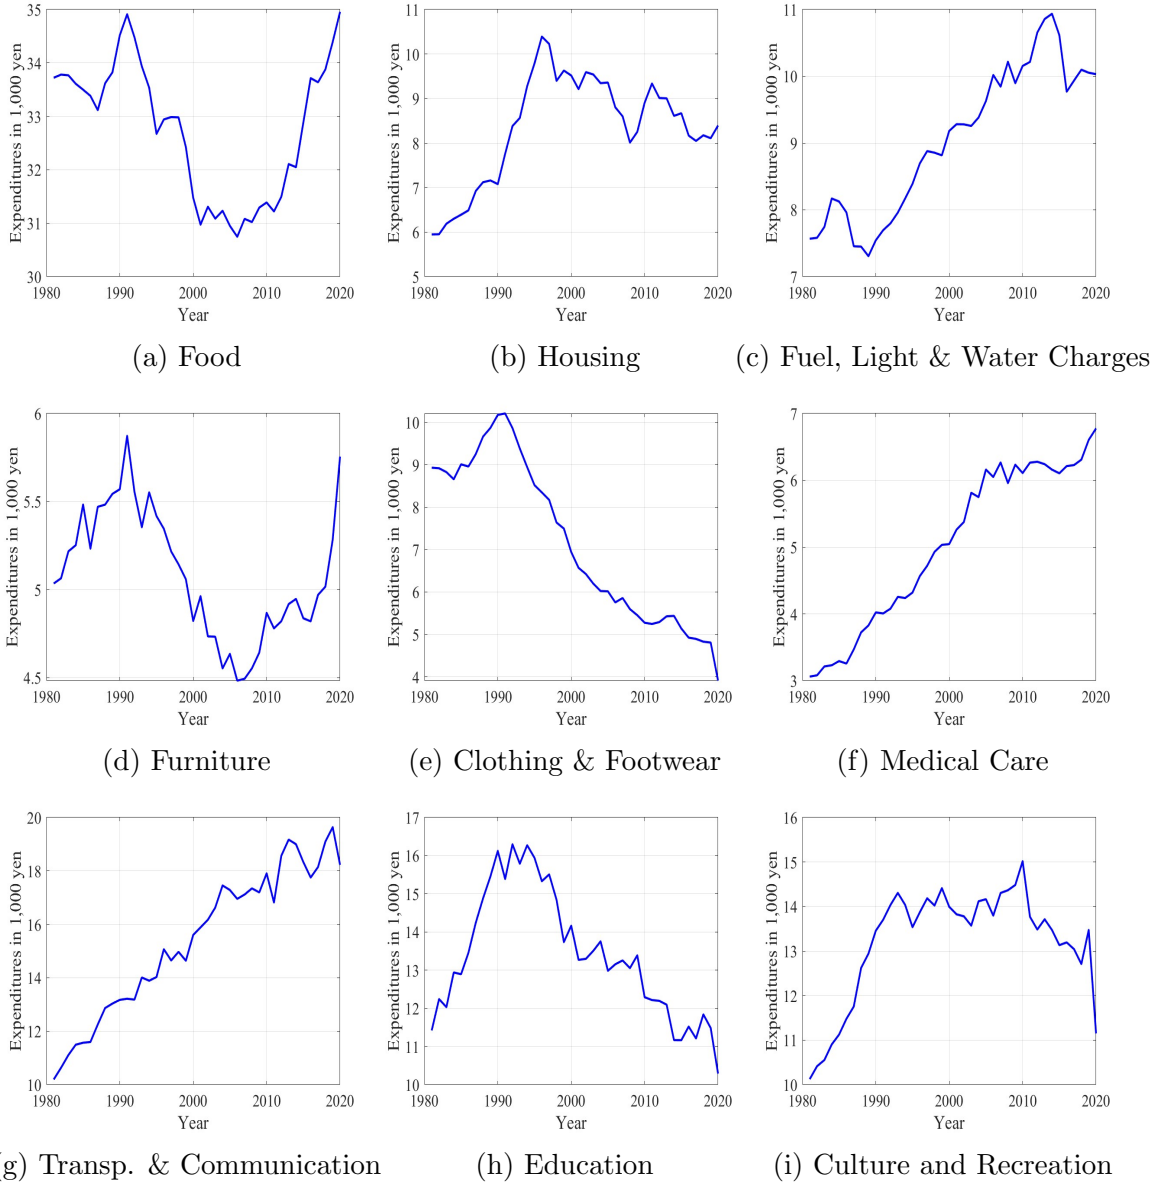 35
34
33
32
31
30
Expenditures in 1,000 yen
1980 1990 2000 2010 2020
Year
(a) Food
11
10
9
8
7
6
5
Expenditures in 1,000 yen
1980 1990 2000 2010 2020
Year
(b) Housing
11
10
9
8
7
Expenditures in 1,000 yen
1980 1990 2000 2010 2020
Year
(c) Fuel, Light & Water Charges
6
5.5
5
4.5
Expenditures in 1,000 yen
1980 1990 2000 2010 2020
Year
(d) Furniture
10
9
8
7
6
5
4
Expenditures in 1,000 yen
1980 1990 2000 2010 2020
Year
(e) Clothing & Footwear
7
6
5
4
3
Expenditures in 1,000 yen
1980 1990 2000 2010 2020
Year
(f) Medical Care
20
18
16
14
12
10
Expenditures in 1,000 yen
1980 1990 2000 2010 2020
Year
(g) Transp. & Communication
17
16
15
14
13
12
11
10
Expenditures in 1,000 yen
1980 1990 2000 2010 2020
Year
(h) Education
16
15
14
13
12
11
10
Expenditures in 1,000 yen
1980 1990 2000 2010 2020
Year
(i) Culture and Recreation